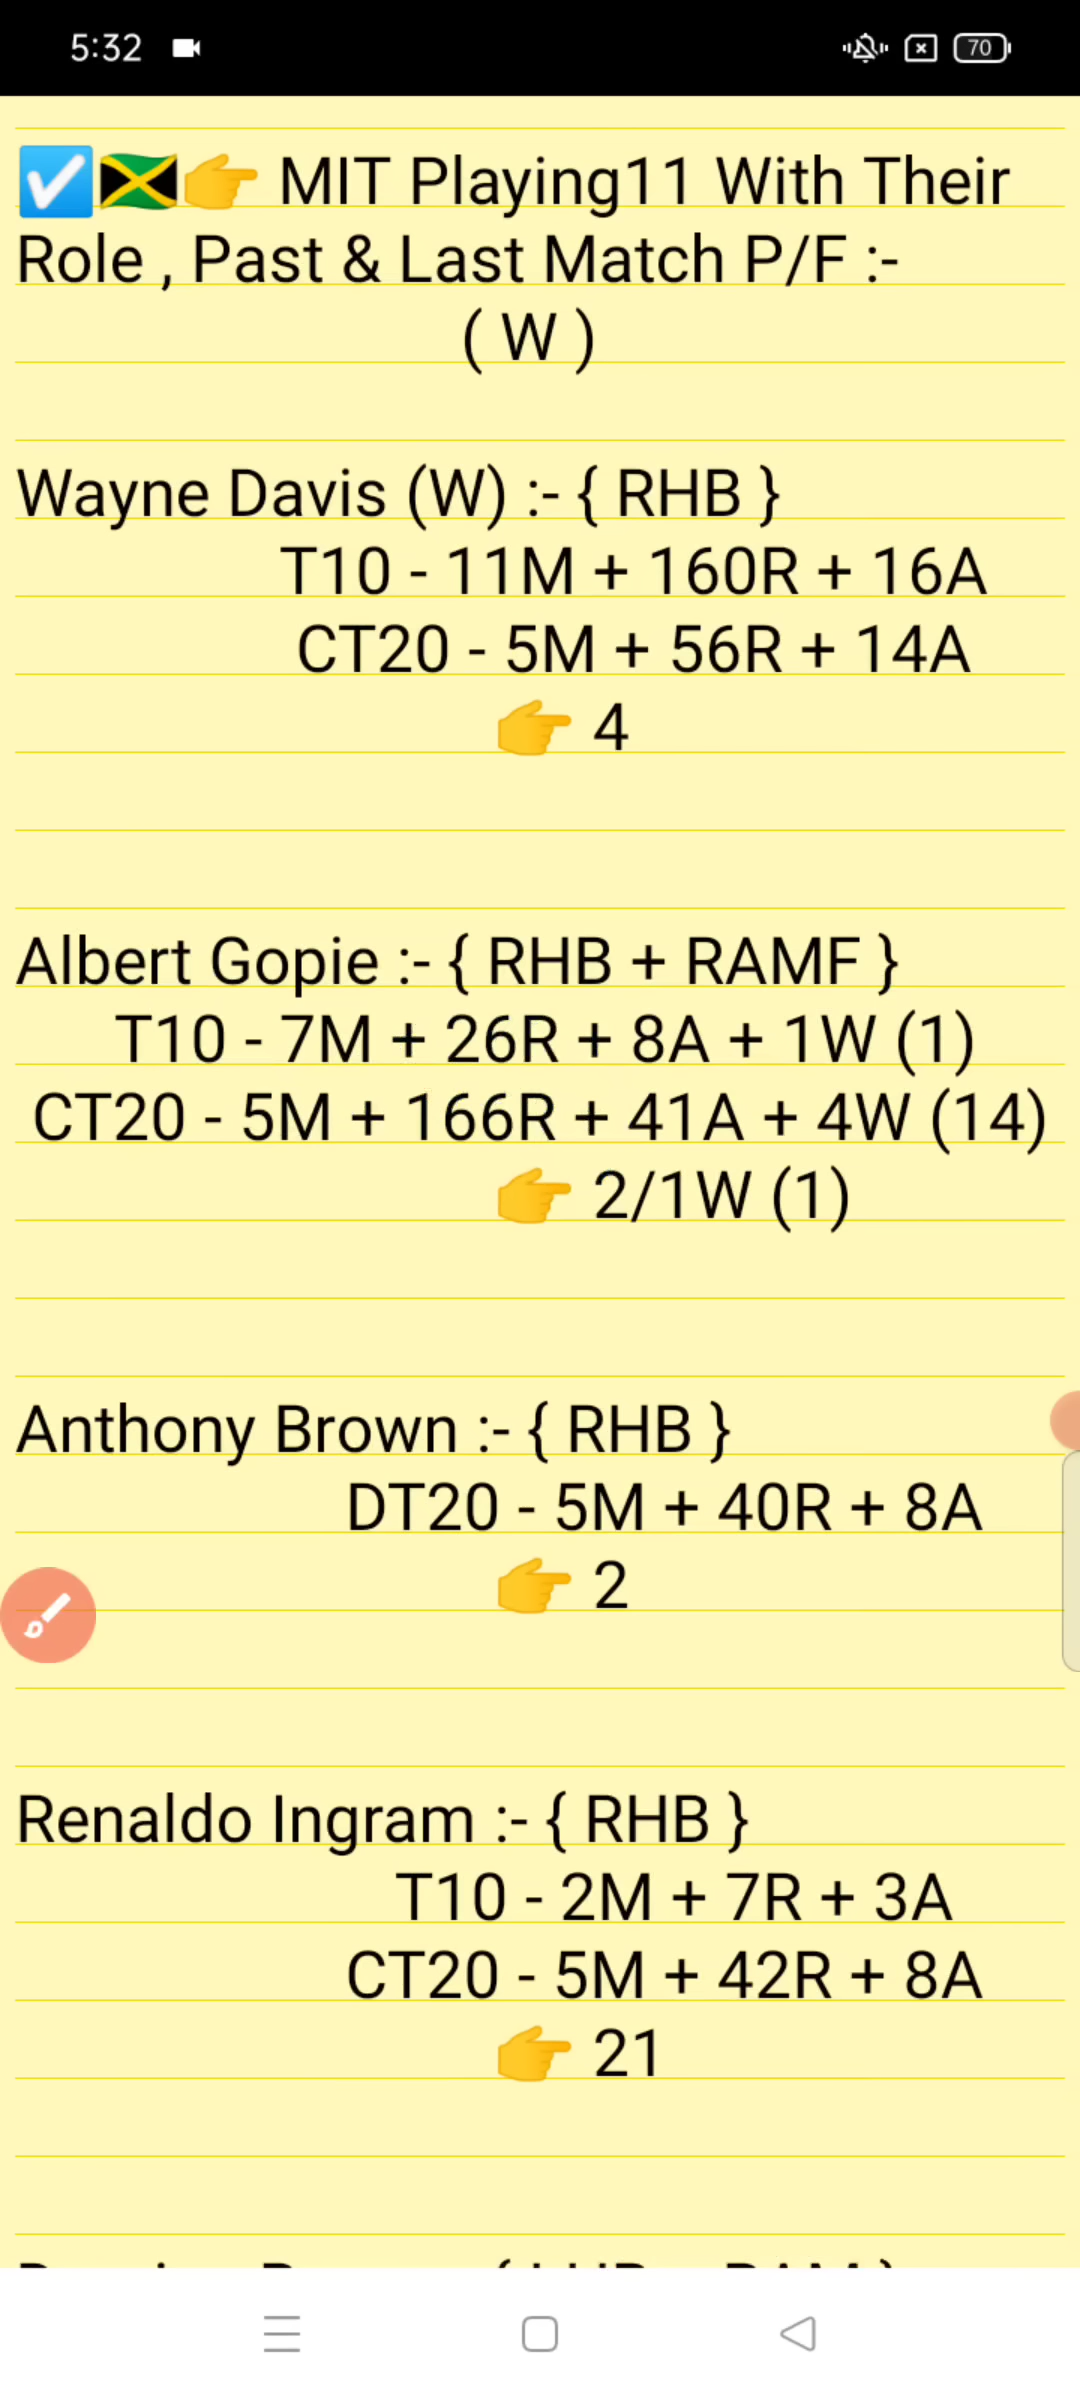 5:32
70
☑️🇯🇲👉 MIT Playing11 With Their
Role , Past & Last Match P/F :-
( W )
Wayne Davis (W) :- { RHB }
T10 - 11M + 160R + 16A
CT20 - 5M + 56R + 14A
👉 4
Albert Gopie :- { RHB + RAMF }
T10 - 7M + 26R + 8A + 1W (1)
CT20 - 5M + 166R + 41A + 4W (14)
👉 2/1W (1)
Anthony Brown :- { RHB }
DT20 - 5M + 40R + 8A
👉 2
Renaldo Ingram :- { RHB }
T10 - 2M + 7R + 3A
CT20 - 5M + 42R + 8A
👉 21